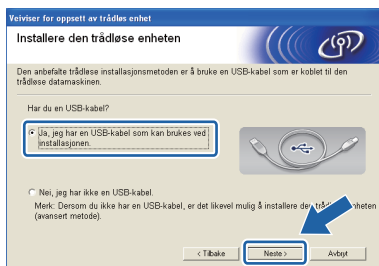 Veiviser for oppsett av trådløs enhet
Installere den trådløse enheten
Den anbefalte trådløse installasjonsmetoden er å bruke en USB-kabel som er koblet til den
trådløse datamaskinen.
Har du en USB-kabel?
Ja, jeg har en USB-kabel som kan brukes ved
installasjonen.
Nei, jeg har ikke en USB-kabel.
Merk: Dersom du ikke har en USB-kabel, er det likevel mulig å installere den
(avansert metode).
< Tilbake
Neste >
Avbryt